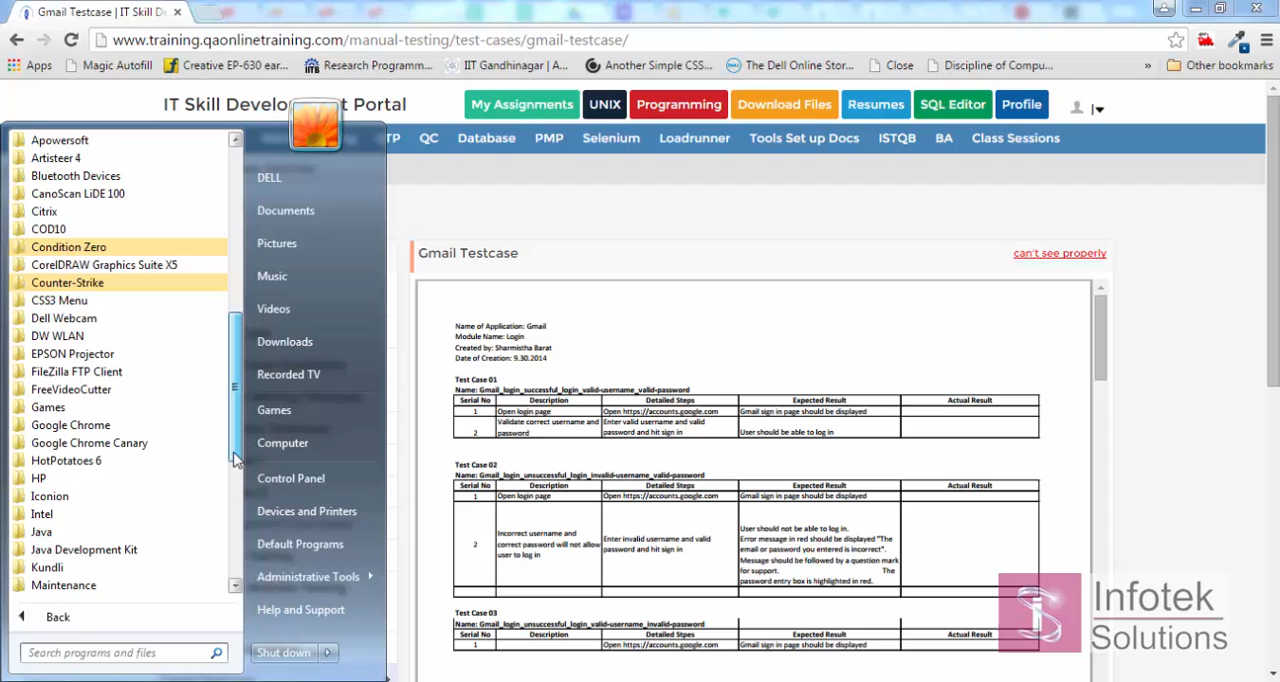 Gmail Testcase | IT Skill De
www.training.qaonlinetraining.com/manual-testing/test-cases/gmail-testcase/
Apps Magic Autofill Creative EP-630 ear... Research Programm... IIT Gandhinagar | A... Another Simple CSS... The Dell Online Stor... Close Discipline of Compu... » Other bookmarks
IT Skill Develo nt Portal
My Assignments UNIX Programming Download Files Resumes SQL Editor Profile
TP QC Database PMP Selenium Loadrunner Tools Set up Docs ISTQB BA Class Sessions
Apowersoft
Artisteer 4
Bluetooth Devices
CanoScan LiDE 100
Citrix
COD10
Condition Zero
CorelDRAW Graphics Suite X5
Counter-Strike
CSS3 Menu
Dell Webcam
DW WLAN
EPSON Projector
FileZilla FTP Client
FreeVideoCutter
Games
Google Chrome
Google Chrome Canary
HotPotatoes 6
HP
Iconion
Intel
Java
Java Development Kit
Kundli
Maintenance
Back
Search programs and files
DELL
Documents
Pictures
Music
Videos
Downloads
Recorded TV
Games
Computer
Control Panel
Devices and Printers
Default Programs
Administrative Tools
Help and Support
Shut down
Gmail Testcase can't see properly
Name of Application: Gmail
Module Name: Login
Created by: Sharmistha Barat
Date of Creation: 9.30.2014
Test Case 01
Name: Gmail_login_successful_login_valid-username_valid-password
Serial No Description Detailed Steps Expected Result Actual Result
1 Open login page Open https://accounts.google.com Gmail sign in page should be displayed
2 Validate correct username and password Enter valid username and valid password and hit sign in User should be able to log in
Test Case 02
Name: Gmail_login_unsuccessful_login_invalid-username_valid-password
Serial No Description Detailed Steps Expected Result Actual Result
1 Open login page Open https://accounts.google.com Gmail sign in page should be displayed
2 Incorrect username and correct password will not allow user to log in Enter invalid username and valid password and hit sign in User should not be able to log in.
Error message in red should be displayed "The
email or password you entered is incorrect".
Message should be followed by a question mark
for support. The
password entry box is highlighted in red.
Test Case 03
Name: Gmail_login_unsuccessful_login_valid-username_invalid-password
Serial No Description Detailed Steps Expected Result Actual Result
1 Open https://accounts.google.com Gmail sign in page should be displayed
Infotek
Solutions